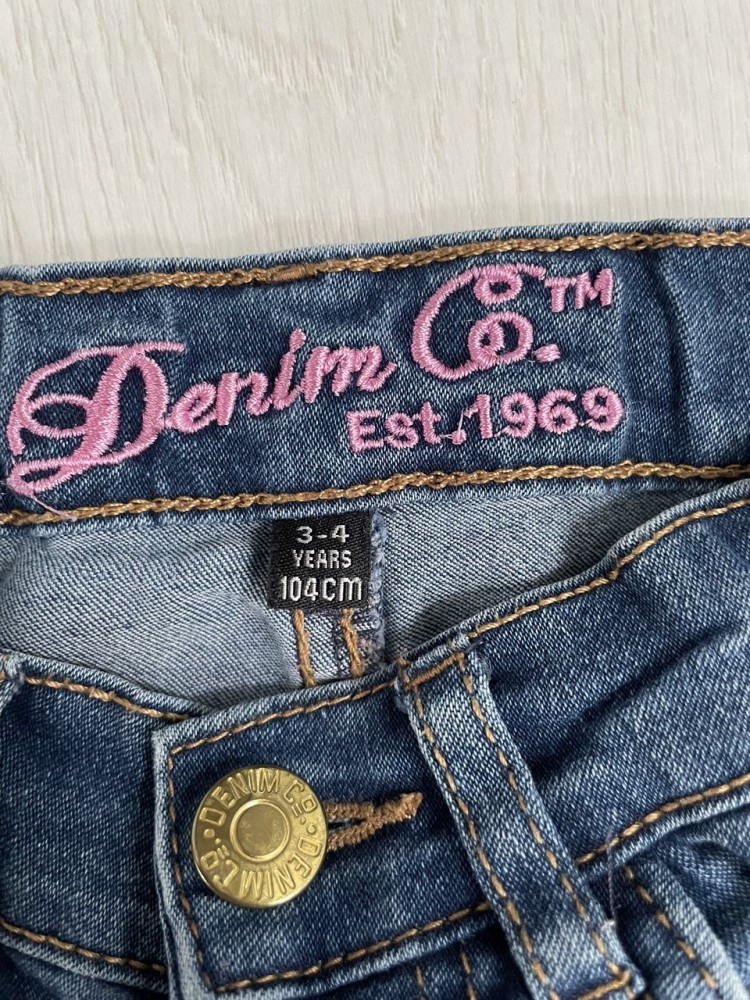 Denim Co.™
Est. 1969
3-4
YEARS
104CM
• DENIM CO. • DENIM CO.